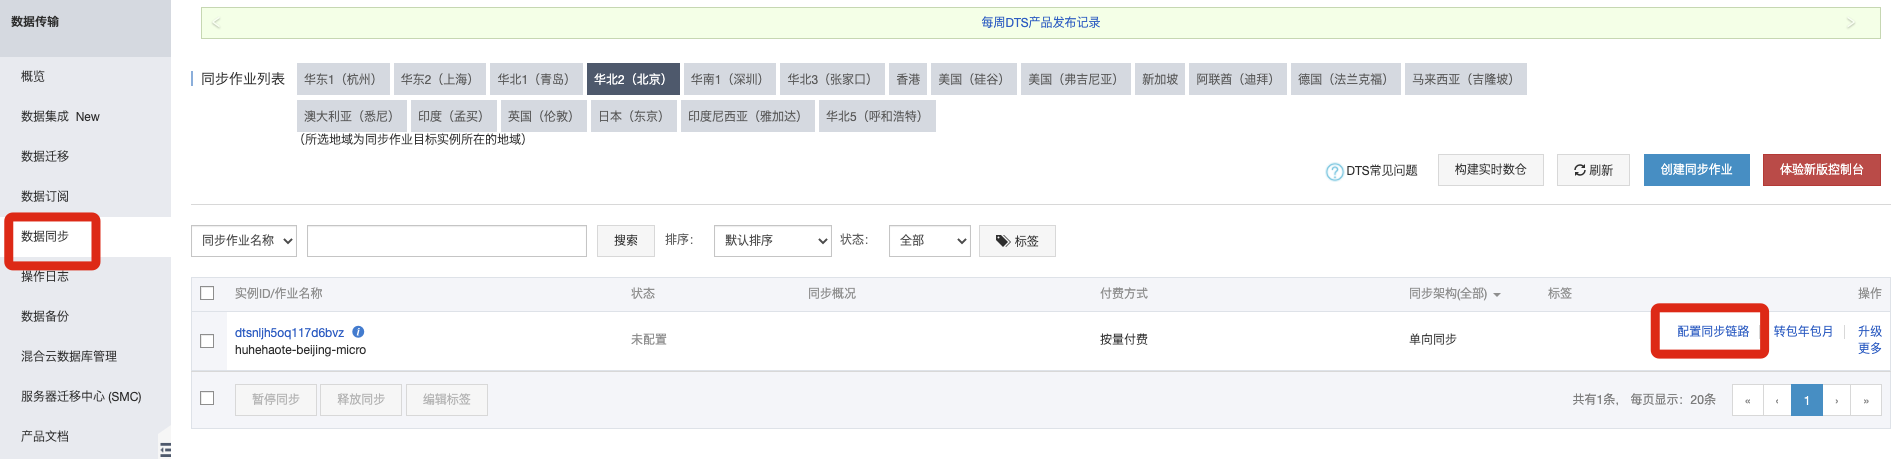 数据传输
概览
数据集成 New
数据迁移
数据订阅
数据同步
操作日志
数据备份
混合云数据库管理
服务器迁移中心 (SMC)
产品文档
每周DTS产品发布记录
同步作业列表 华东1（杭州） 华东2（上海） 华北1（青岛） 华北2（北京） 华南1（深圳） 华北3（张家口） 香港 美国（硅谷） 美国（弗吉尼亚） 新加坡 阿联酋（迪拜） 德国（法兰克福） 马来西亚（吉隆坡）
澳大利亚（悉尼） 印度（孟买） 英国（伦敦） 日本（东京） 印度尼西亚（雅加达） 华北5（呼和浩特）
（所选地域为同步作业目标实例所在的地域）
DTS常见问题 构建实时数仓 刷新 创建同步作业 体验新版控制台
同步作业名称 搜索 排序： 默认排序 状态： 全部 标签
实例ID/作业名称 状态 同步概况 付费方式 同步架构(全部) 标签 操作
dtsnljh5oq117d6bvz 未配置 按量付费 单向同步 配置同步链路 转包年包月 升级
huhehaote-beijing-micro 更多
暂停同步 释放同步 编辑标签 共有1条， 每页显示：20条 « ‹ 1 › »